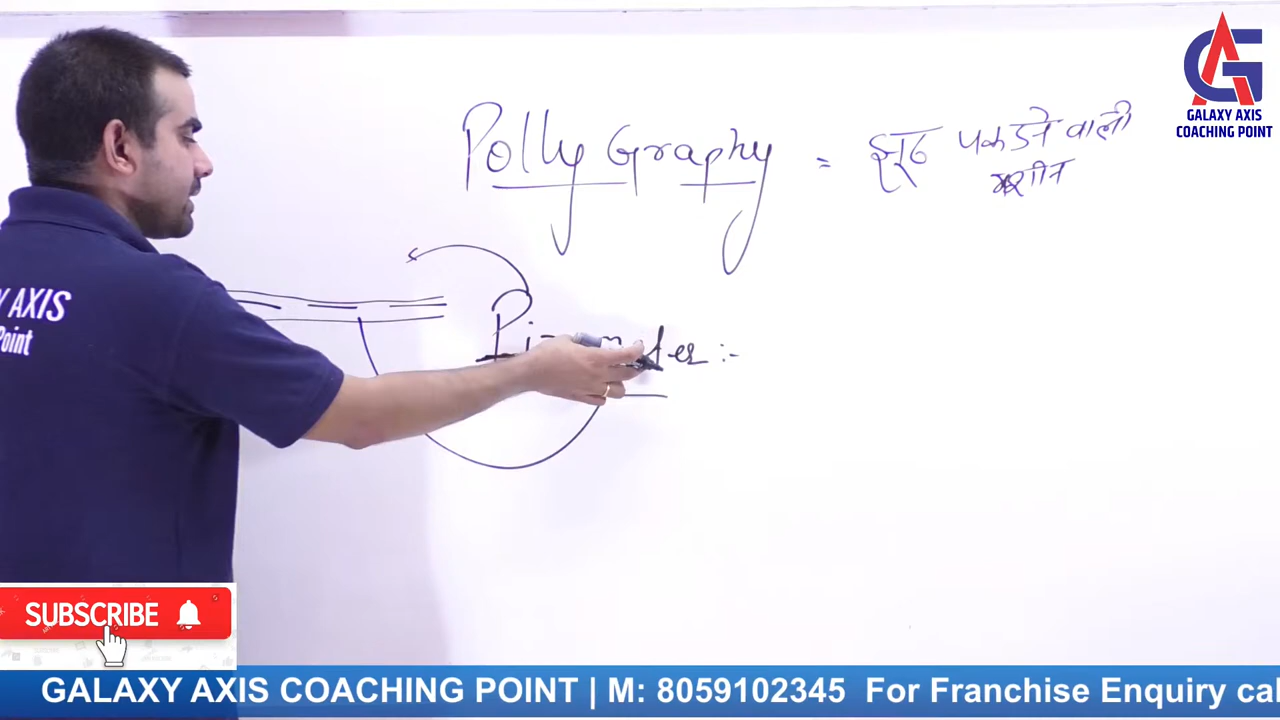 GALAXY AXIS
COACHING POINT
Polly Graphy = झूठ पकडने वाली
मशीन
Y AXIS
Point
SUBSCRIBE
GALAXY AXIS COACHING POINT | M: 8059102345 For Franchise Enquiry cal